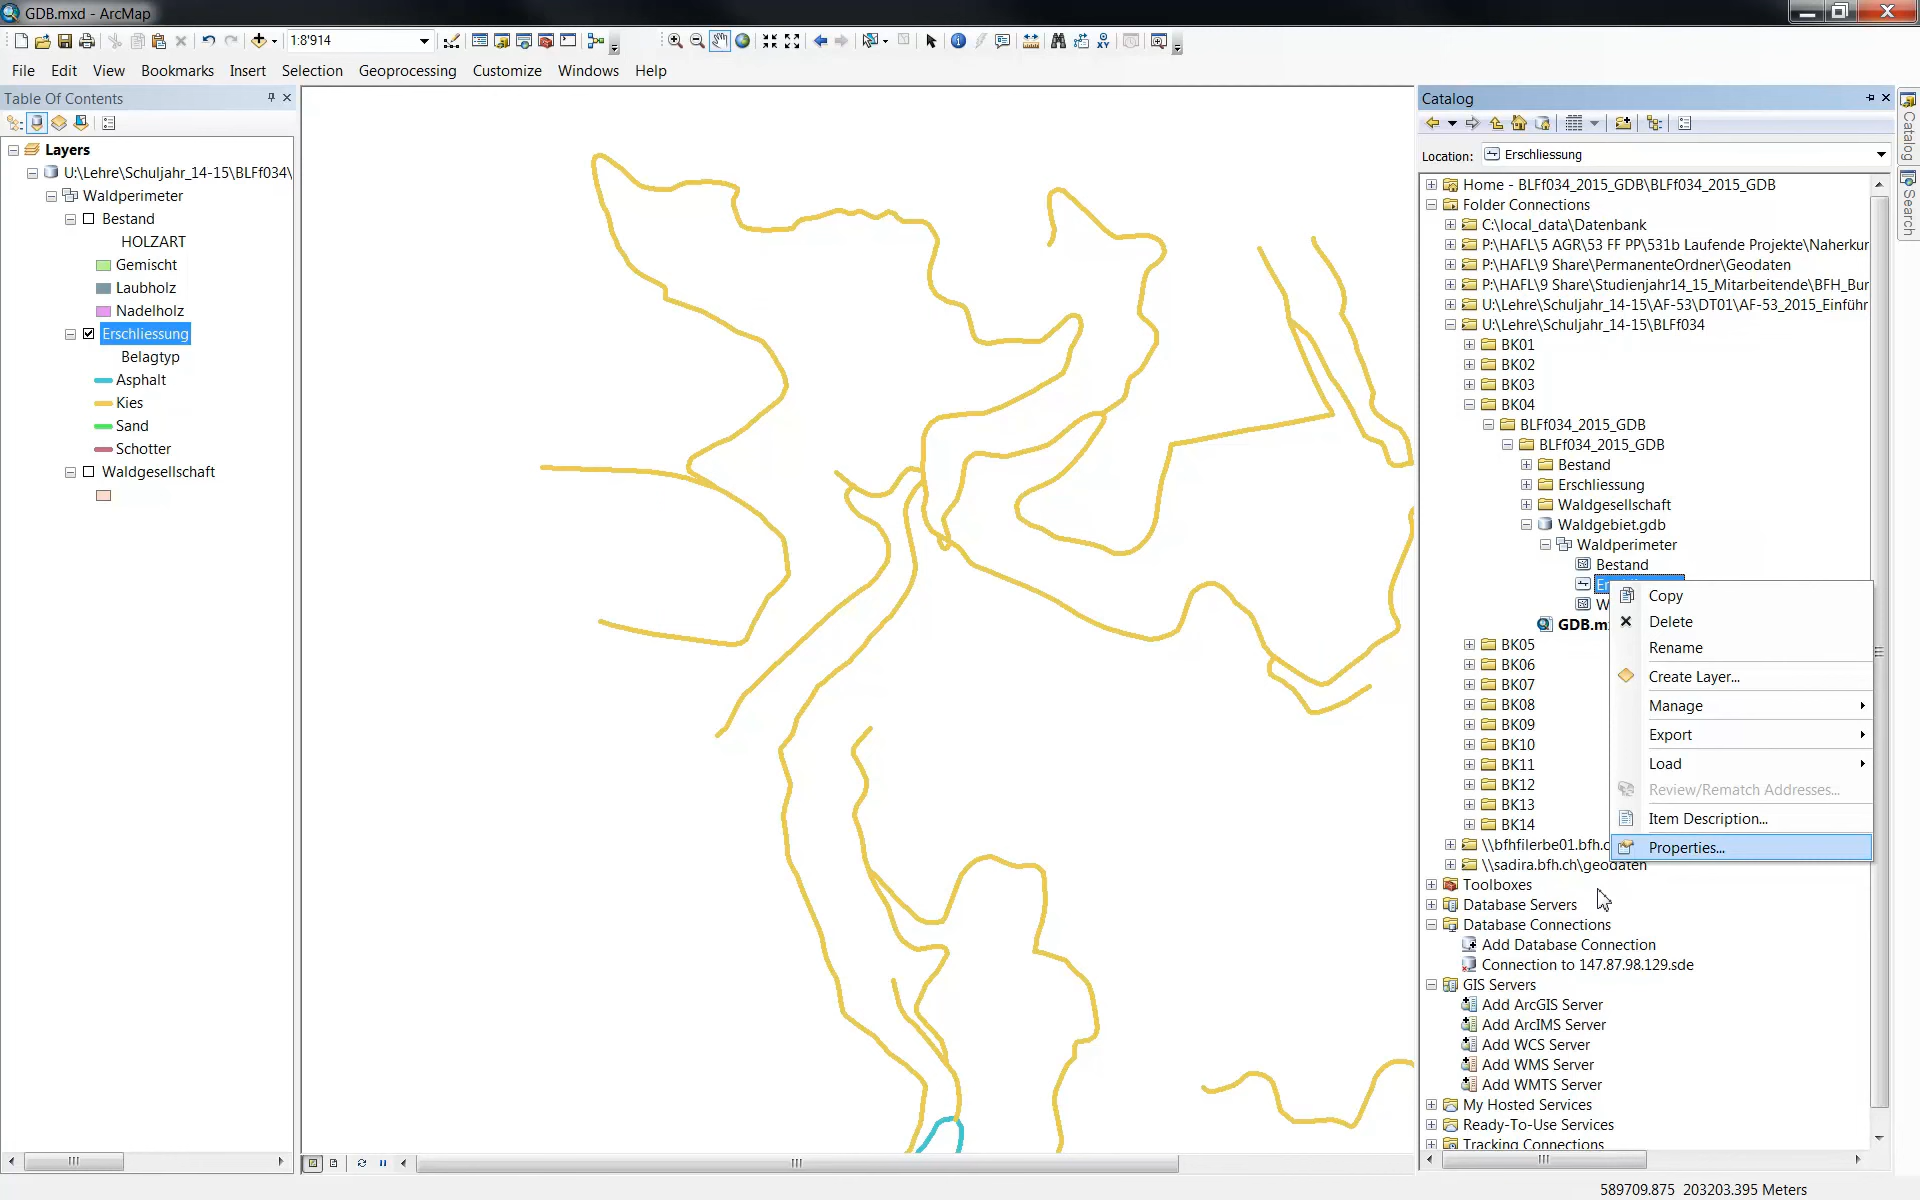 GDB.mxd - ArcMap
1:8'914
File Edit View Bookmarks Insert Selection Geoprocessing Customize Windows Help
Table Of Contents
Layers
U:\Lehre\Schuljahr_14-15\BLFf034\
Waldperimeter
Bestand
HOLZART
Gemischt
Laubholz
Nadelholz
Erschliessung
Belagtyp
Asphalt
Kies
Sand
Schotter
Waldgesellschaft
Catalog
Location: Erschliessung
Home - BLFf034_2015_GDB\BLFf034_2015_GDB
Folder Connections
C:\local_data\Datenbank
P:\HAFL\5 AGR\53 FF PP\531b Laufende Projekte\Naherkur
P:\HAFL\9 Share\PermanenteOrdner\Geodaten
P:\HAFL\9 Share\Studienjahr14_15_Mitarbeitende\BFH_Bur
U:\Lehre\Schuljahr_14-15\AF-53\DT01\AF-53_2015_Einführ
U:\Lehre\Schuljahr_14-15\BLFf034
BK01
BK02
BK03
BK04
BLFf034_2015_GDB
BLFf034_2015_GDB
Bestand
Erschliessung
Waldgesellschaft
Waldgebiet.gdb
Waldperimeter
Bestand
Er
W
GDB.m
BK05
BK06
BK07
BK08
BK09
BK10
BK11
BK12
BK13
BK14
\\bfhfilerbe01.bfh.c
\\sadira.bfh.ch\geodaten
Toolboxes
Database Servers
Database Connections
Add Database Connection
Connection to 147.87.98.129.sde
GIS Servers
Add ArcGIS Server
Add ArcIMS Server
Add WCS Server
Add WMS Server
Add WMTS Server
My Hosted Services
Ready-To-Use Services
Tracking Connections
Copy
Delete
Rename
Create Layer...
Manage
Export
Load
Review/Rematch Addresses...
Item Description...
Properties...
Catalog
Search
589709.875 203203.395 Meters